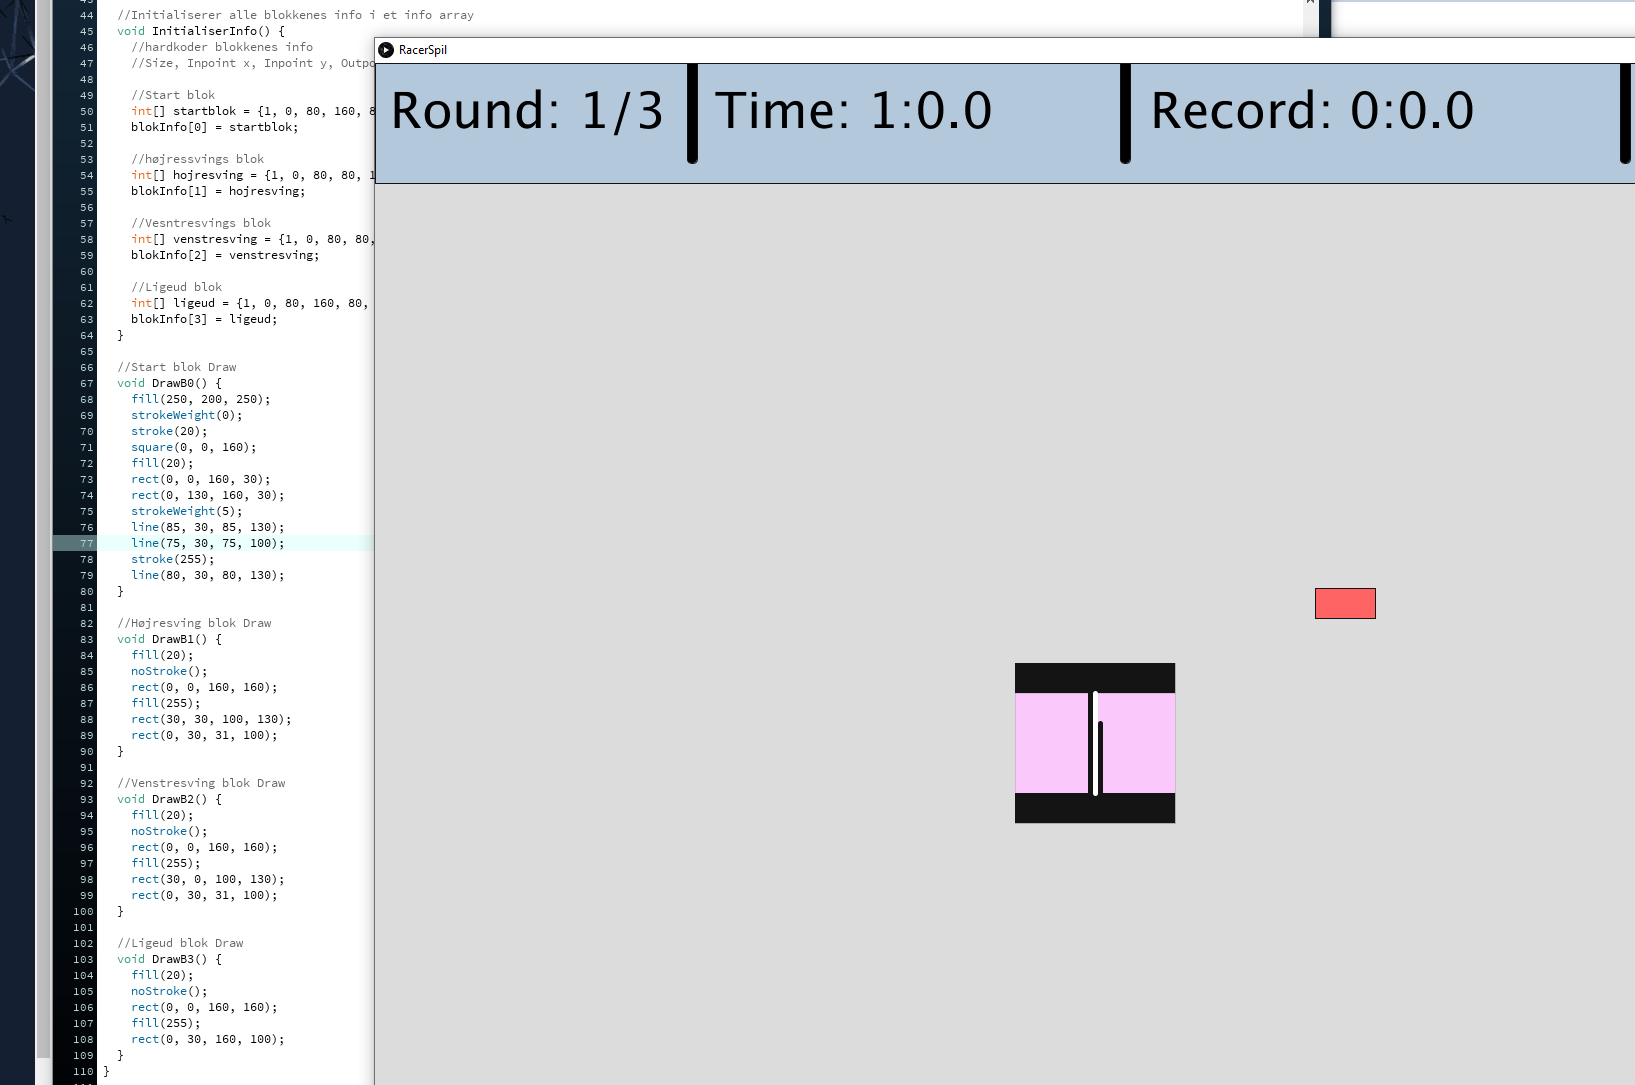 44 //Initialiserer alle blokkenes info i et info array
45 void InitialiserInfo() {
46 //hardkoder blokkenes info
47 //Size, Inpoint x, Inpoint y, Outpo
48
49 //Start blok
50 int[] startblok = {1, 0, 80, 160, 8
51 blokInfo[0] = startblok;
52
53 //højressvings blok
54 int[] hojresving = {1, 0, 80, 80, 1
55 blokInfo[1] = hojresving;
56
57 //Vesntresvings blok
58 int[] venstresving = {1, 0, 80, 80,
59 blokInfo[2] = venstresving;
60
61 //Ligeud blok
62 int[] ligeud = {1, 0, 80, 160, 80,
63 blokInfo[3] = ligeud;
64 }
65
66 //Start blok Draw
67 void DrawB0() {
68 fill(250, 200, 250);
69 strokeWeight(0);
70 stroke(20);
71 square(0, 0, 160);
72 fill(20);
73 rect(0, 0, 160, 30);
74 rect(0, 130, 160, 30);
75 strokeWeight(5);
76 line(85, 30, 85, 130);
77 line(75, 30, 75, 100);
78 stroke(255);
79 line(80, 30, 80, 130);
80 }
81
82 //Højresving blok Draw
83 void DrawB1() {
84 fill(20);
85 noStroke();
86 rect(0, 0, 160, 160);
87 fill(255);
88 rect(30, 30, 100, 130);
89 rect(0, 30, 31, 100);
90 }
91
92 //Venstresving blok Draw
93 void DrawB2() {
94 fill(20);
95 noStroke();
96 rect(0, 0, 160, 160);
97 fill(255);
98 rect(30, 0, 100, 130);
99 rect(0, 30, 31, 100);
100 }
101
102 //Ligeud blok Draw
103 void DrawB3() {
104 fill(20);
105 noStroke();
106 rect(0, 0, 160, 160);
107 fill(255);
108 rect(0, 30, 160, 100);
109 }
110 }
RacerSpil
Round: 1/3
Time: 1:0.0
Record: 0:0.0